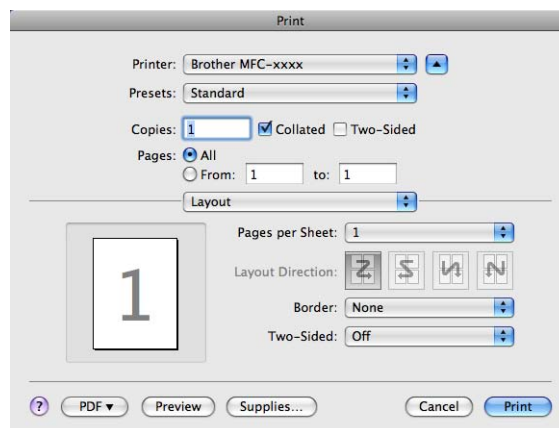 Print
Printer: Brother MFC-xxxx
Presets: Standard
Copies: 1 Collated Two-Sided
Pages: All
From: 1 to: 1
Layout
Pages per Sheet: 1
Layout Direction:
Border: None
Two-Sided: Off
1
? PDF▼ Preview Supplies... Cancel Print